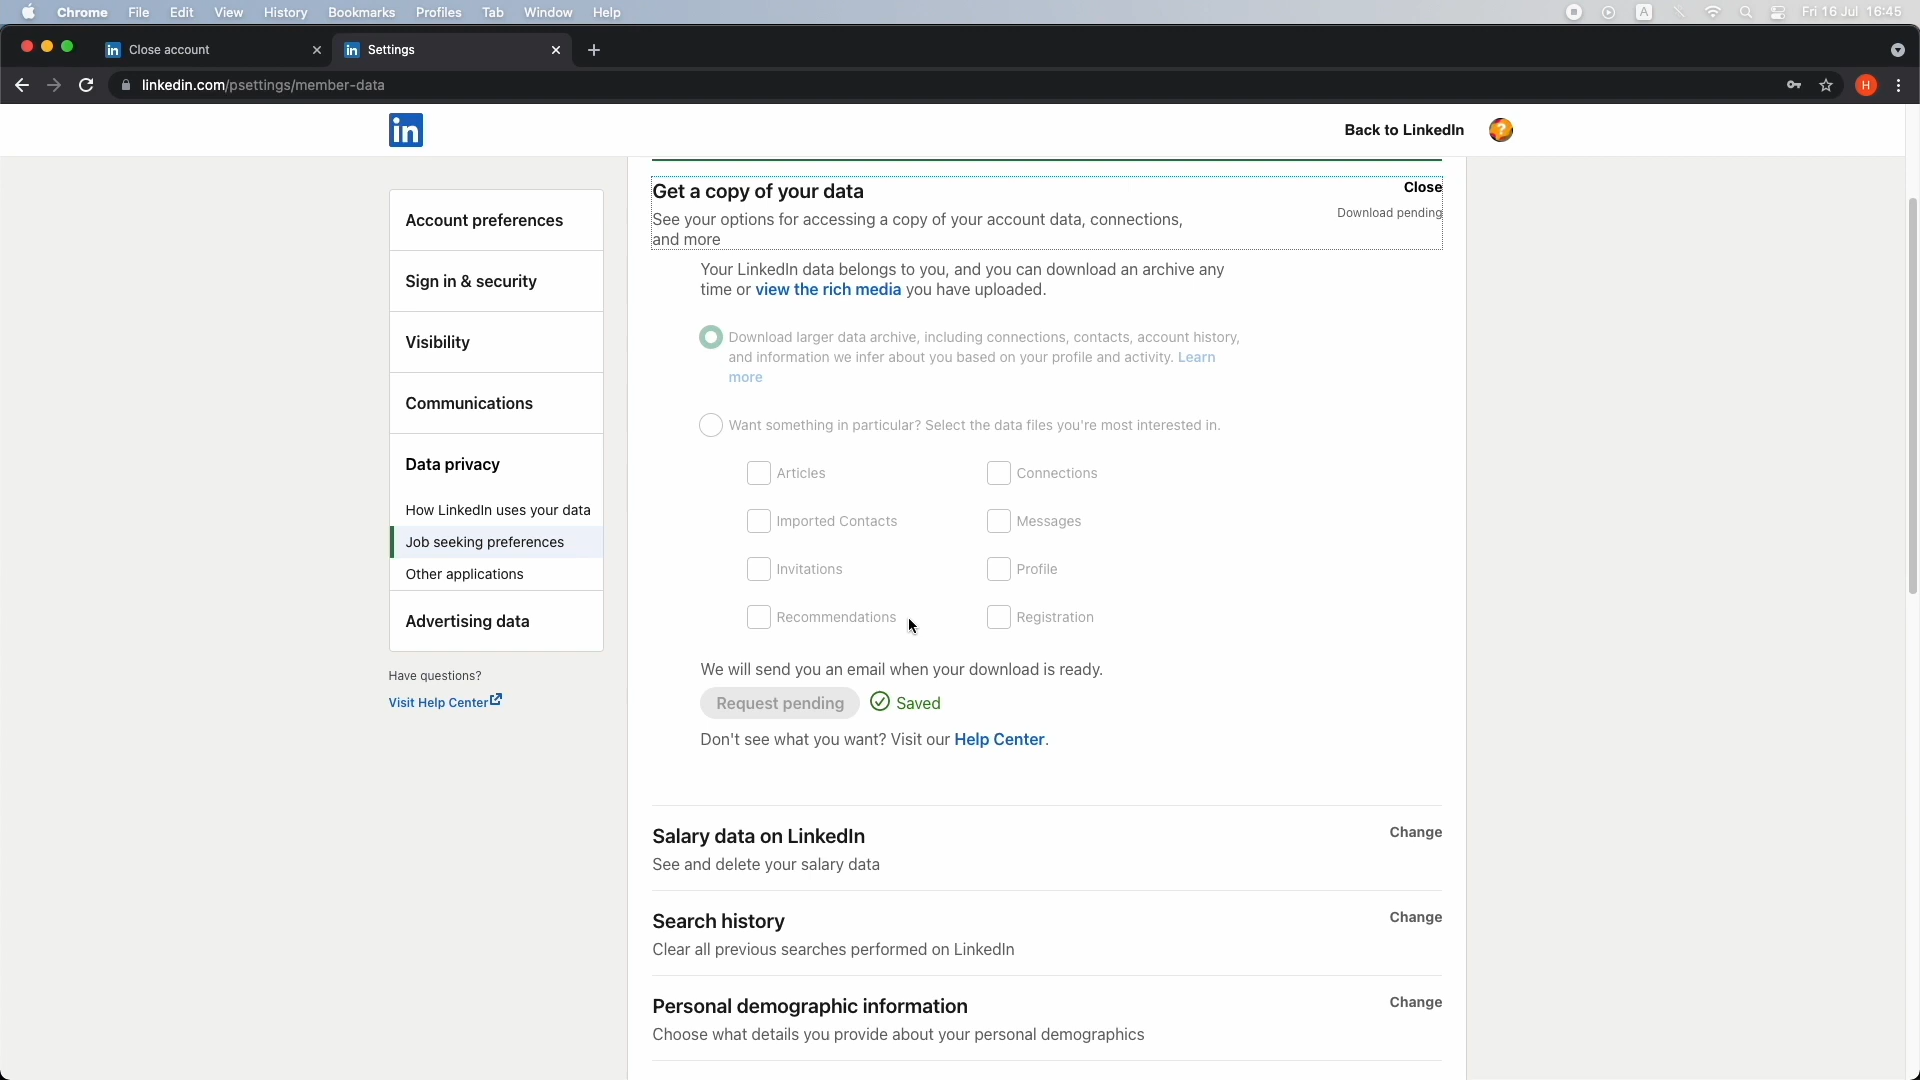 Chrome File Edit View History Bookmarks Profiles Tab Window Help A Fri 16 Jul 16:45
in Close account in Settings
linkedin.com/psettings/member-data H
in Back to LinkedIn ?
Account preferences
Sign in & security
Visibility
Communications
Data privacy
How LinkedIn uses your data
Job seeking preferences
Other applications
Advertising data
Have questions?
Visit Help Center
Get a copy of your data Close
See your options for accessing a copy of your account data, connections, Download pending
and more
Your LinkedIn data belongs to you, and you can download an archive any
time or view the rich media you have uploaded.
Download larger data archive, including connections, contacts, account history,
and information we infer about you based on your profile and activity. Learn
more
Want something in particular? Select the data files you're most interested in.
Articles Connections
Imported Contacts Messages
Invitations Profile
Recommendations Registration
We will send you an email when your download is ready.
Request pending Saved
Don't see what you want? Visit our Help Center.
Salary data on LinkedIn Change
See and delete your salary data
Search history Change
Clear all previous searches performed on LinkedIn
Personal demographic information Change
Choose what details you provide about your personal demographics